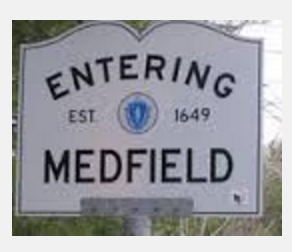 ENTERING
EST. 1649
MEDFIELD